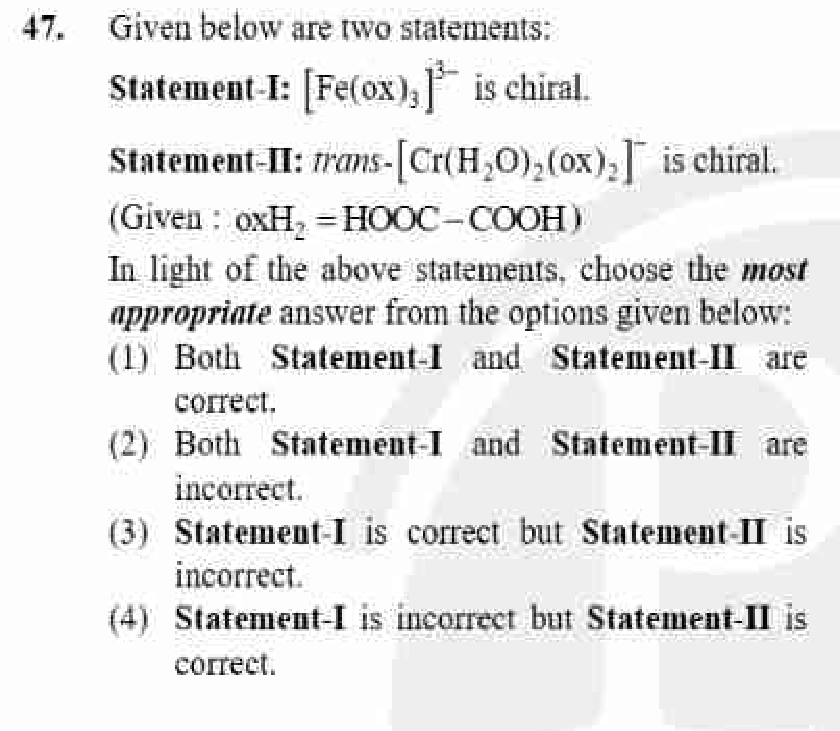 47. Given below are two statements:
Statement-I: [Fe(ox)₃]³⁻ is chiral.
Statement-II: trans-[Cr(H₂O)₂(ox)₂]⁻ is chiral.
(Given : oxH₂ = HOOC – COOH)
In light of the above statements, choose the most
appropriate answer from the options given below:
(1) Both Statement-I and Statement-II are
correct.
(2) Both Statement-I and Statement-II are
incorrect.
(3) Statement-I is correct but Statement-II is
incorrect.
(4) Statement-I is incorrect but Statement-II is
correct.